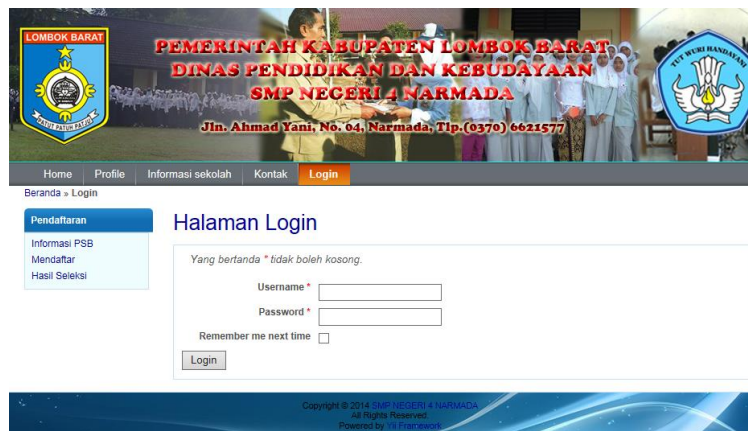 LOMBOK BARAT
PATUT PATUH PATJU
PEMERINTAH KABUPATEN LOMBOK BARAT
DINAS PENDIDIKAN DAN KEBUDAYAAN
SMP NEGERI 4 NARMADA
Jln. Ahmad Yani, No. 04, Narmada, Tlp.(0370) 6621577
TUT WURI HANDAYANI
Home Profile Informasi sekolah Kontak Login
Beranda » Login
Pendaftaran
Informasi PSB
Mendaftar
Hasil Seleksi
Halaman Login
Yang bertanda * tidak boleh kosong.
Username *
Password *
Remember me next time
Login
Copyright © 2014 SMP NEGERI 4 NARMADA
All Rights Reserved.
Powered by Yii Framework